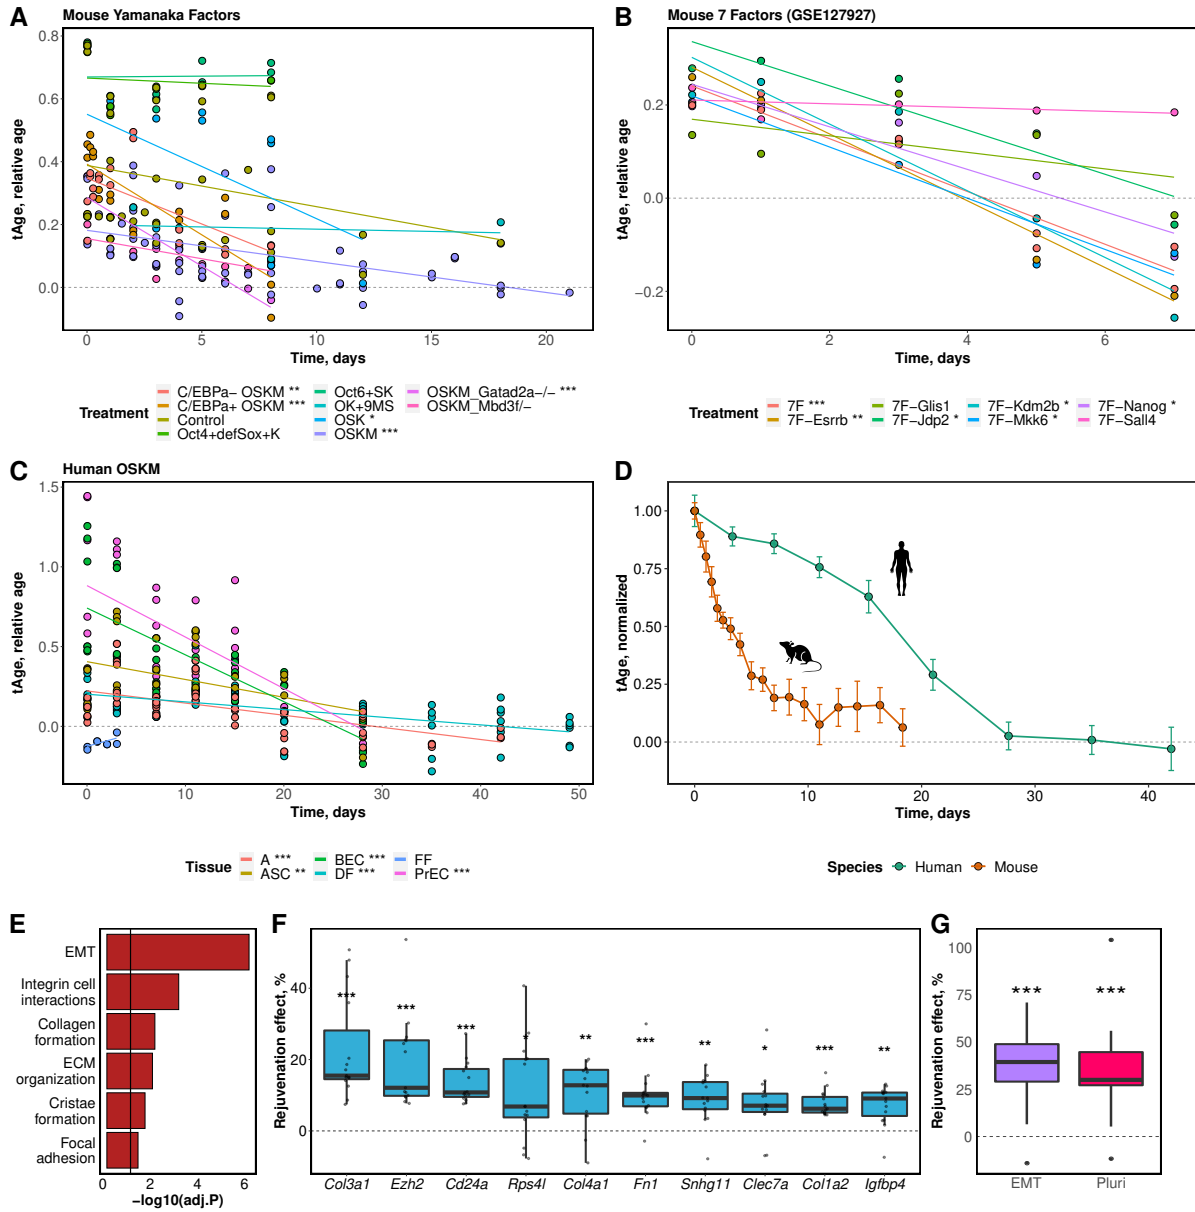 A
Mouse Yamanaka Factors
tAge, relative age
0.8
0.6
0.4
0.2
0.0
0
5
10
15
20
Time, days
Treatment
C/EBPa- OSKM **
C/EBPa+ OSKM ***
Control
Oct4+defSox+K
Oct6+SK
OK+9MS
OSK *
OSKM ***
OSKM_Gatad2a-/- ***
OSKM_Mbd3f/-
B
Mouse 7 Factors (GSE127927)
tAge, relative age
0.2
0.0
−0.2
0
2
4
6
Time, days
Treatment
7F ***
7F-Esrrb **
7F-Glis1
7F-Jdp2 *
7F-Kdm2b *
7F-Mkk6 *
7F-Nanog *
7F-Sall4
C
Human OSKM
tAge, relative age
1.5
1.0
0.5
0.0
0
10
20
30
40
50
Time, days
Tissue
A ***
ASC **
BEC ***
DF ***
FF
PrEC ***
D
tAge, normalized
1.00
0.75
0.50
0.25
0.00
0
10
20
30
40
Time, days
Species
Human
Mouse
E
EMT
Integrin cell
interactions
Collagen
formation
ECM
organization
Cristae
formation
Focal
adhesion
0
2
4
6
−log10(adj.P)
F
Rejuvenation effect, %
40
20
0
***
***
***
*
**
***
**
*
***
**
Col3a1
Ezh2
Cd24a
Rps4l
Col4a1
Fn1
Snhg11
Clec7a
Col1a2
Igfbp4
G
Rejuvenation effect, %
100
75
50
25
0
***
***
EMT
Pluri